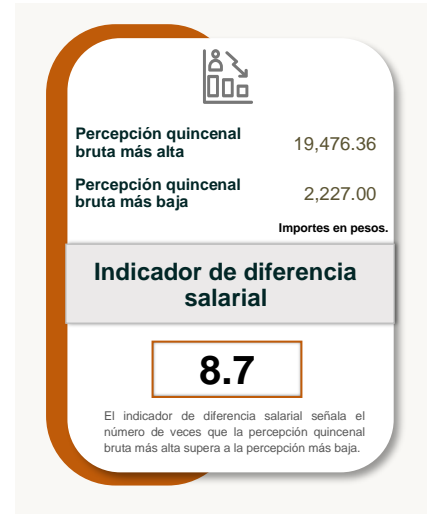 Percepción quincenal
bruta más alta
19,476.36
Percepción quincenal
bruta más baja
2,227.00
Importes en pesos.
Indicador de diferencia
salarial
8.7
El indicador de diferencia salarial señala el
número de veces que la percepción quincenal
bruta más alta supera a la percepción más baja.